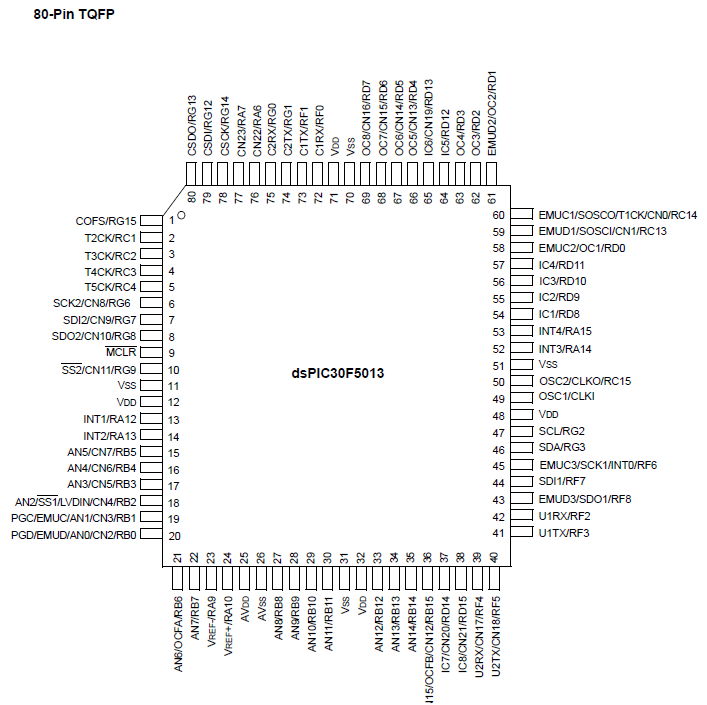 80-Pin TQFP
CSDO/RG13
CSDI/RG12
CSCK/RG14
CN23/RA7
CN22/RA6
C2RX/RG0
C2TX/RG1
C1TX/RF1
C1RX/RF0
VDD
VSS
OC8/CN16/RD7
OC7/CN15/RD6
OC6/CN14/RD5
OC5/CN13/RD4
IC6/CN19/RD13
IC5/RD12
OC4/RD3
OC3/RD2
EMUD2/OC2/RD1
80 79 78 77 76 75 74 73 72 71 70 69 68 67 66 65 64 63 62 61
COFS/RG15 1
T2CK/RC1 2
T3CK/RC2 3
T4CK/RC3 4
T5CK/RC4 5
SCK2/CN8/RG6 6
SDI2/CN9/RG7 7
SDO2/CN10/RG8 8
MCLR 9
SS2/CN11/RG9 10
VSS 11
VDD 12
INT1/RA12 13
INT2/RA13 14
AN5/CN7/RB5 15
AN4/CN6/RB4 16
AN3/CN5/RB3 17
AN2/SS1/LVDIN/CN4/RB2 18
PGC/EMUC/AN1/CN3/RB1 19
PGD/EMUD/AN0/CN2/RB0 20
dsPIC30F5013
60 EMUC1/SOSCO/T1CK/CN0/RC14
59 EMUD1/SOSCI/CN1/RC13
58 EMUC2/OC1/RD0
57 IC4/RD11
56 IC3/RD10
55 IC2/RD9
54 IC1/RD8
53 INT4/RA15
52 INT3/RA14
51 VSS
50 OSC2/CLKO/RC15
49 OSC1/CLKI
48 VDD
47 SCL/RG2
46 SDA/RG3
45 EMUC3/SCK1/INT0/RF6
44 SDI1/RF7
43 EMUD3/SDO1/RF8
42 U1RX/RF2
41 U1TX/RF3
21 22 23 24 25 26 27 28 29 30 31 32 33 34 35 36 37 38 39 40
AN6/OCFA/RB6
AN7/RB7
VREF-/RA9
VREF+/RA10
AVDD
AVSS
AN8/RB8
AN9/RB9
AN10/RB10
AN11/RB11
VSS
VDD
AN12/RB12
AN13/RB13
AN14/RB14
N15/OCFB/CN12/RB15
IC7/CN20/RD14
IC8/CN21/RD15
U2RX/CN17/RF4
U2TX/CN18/RF5